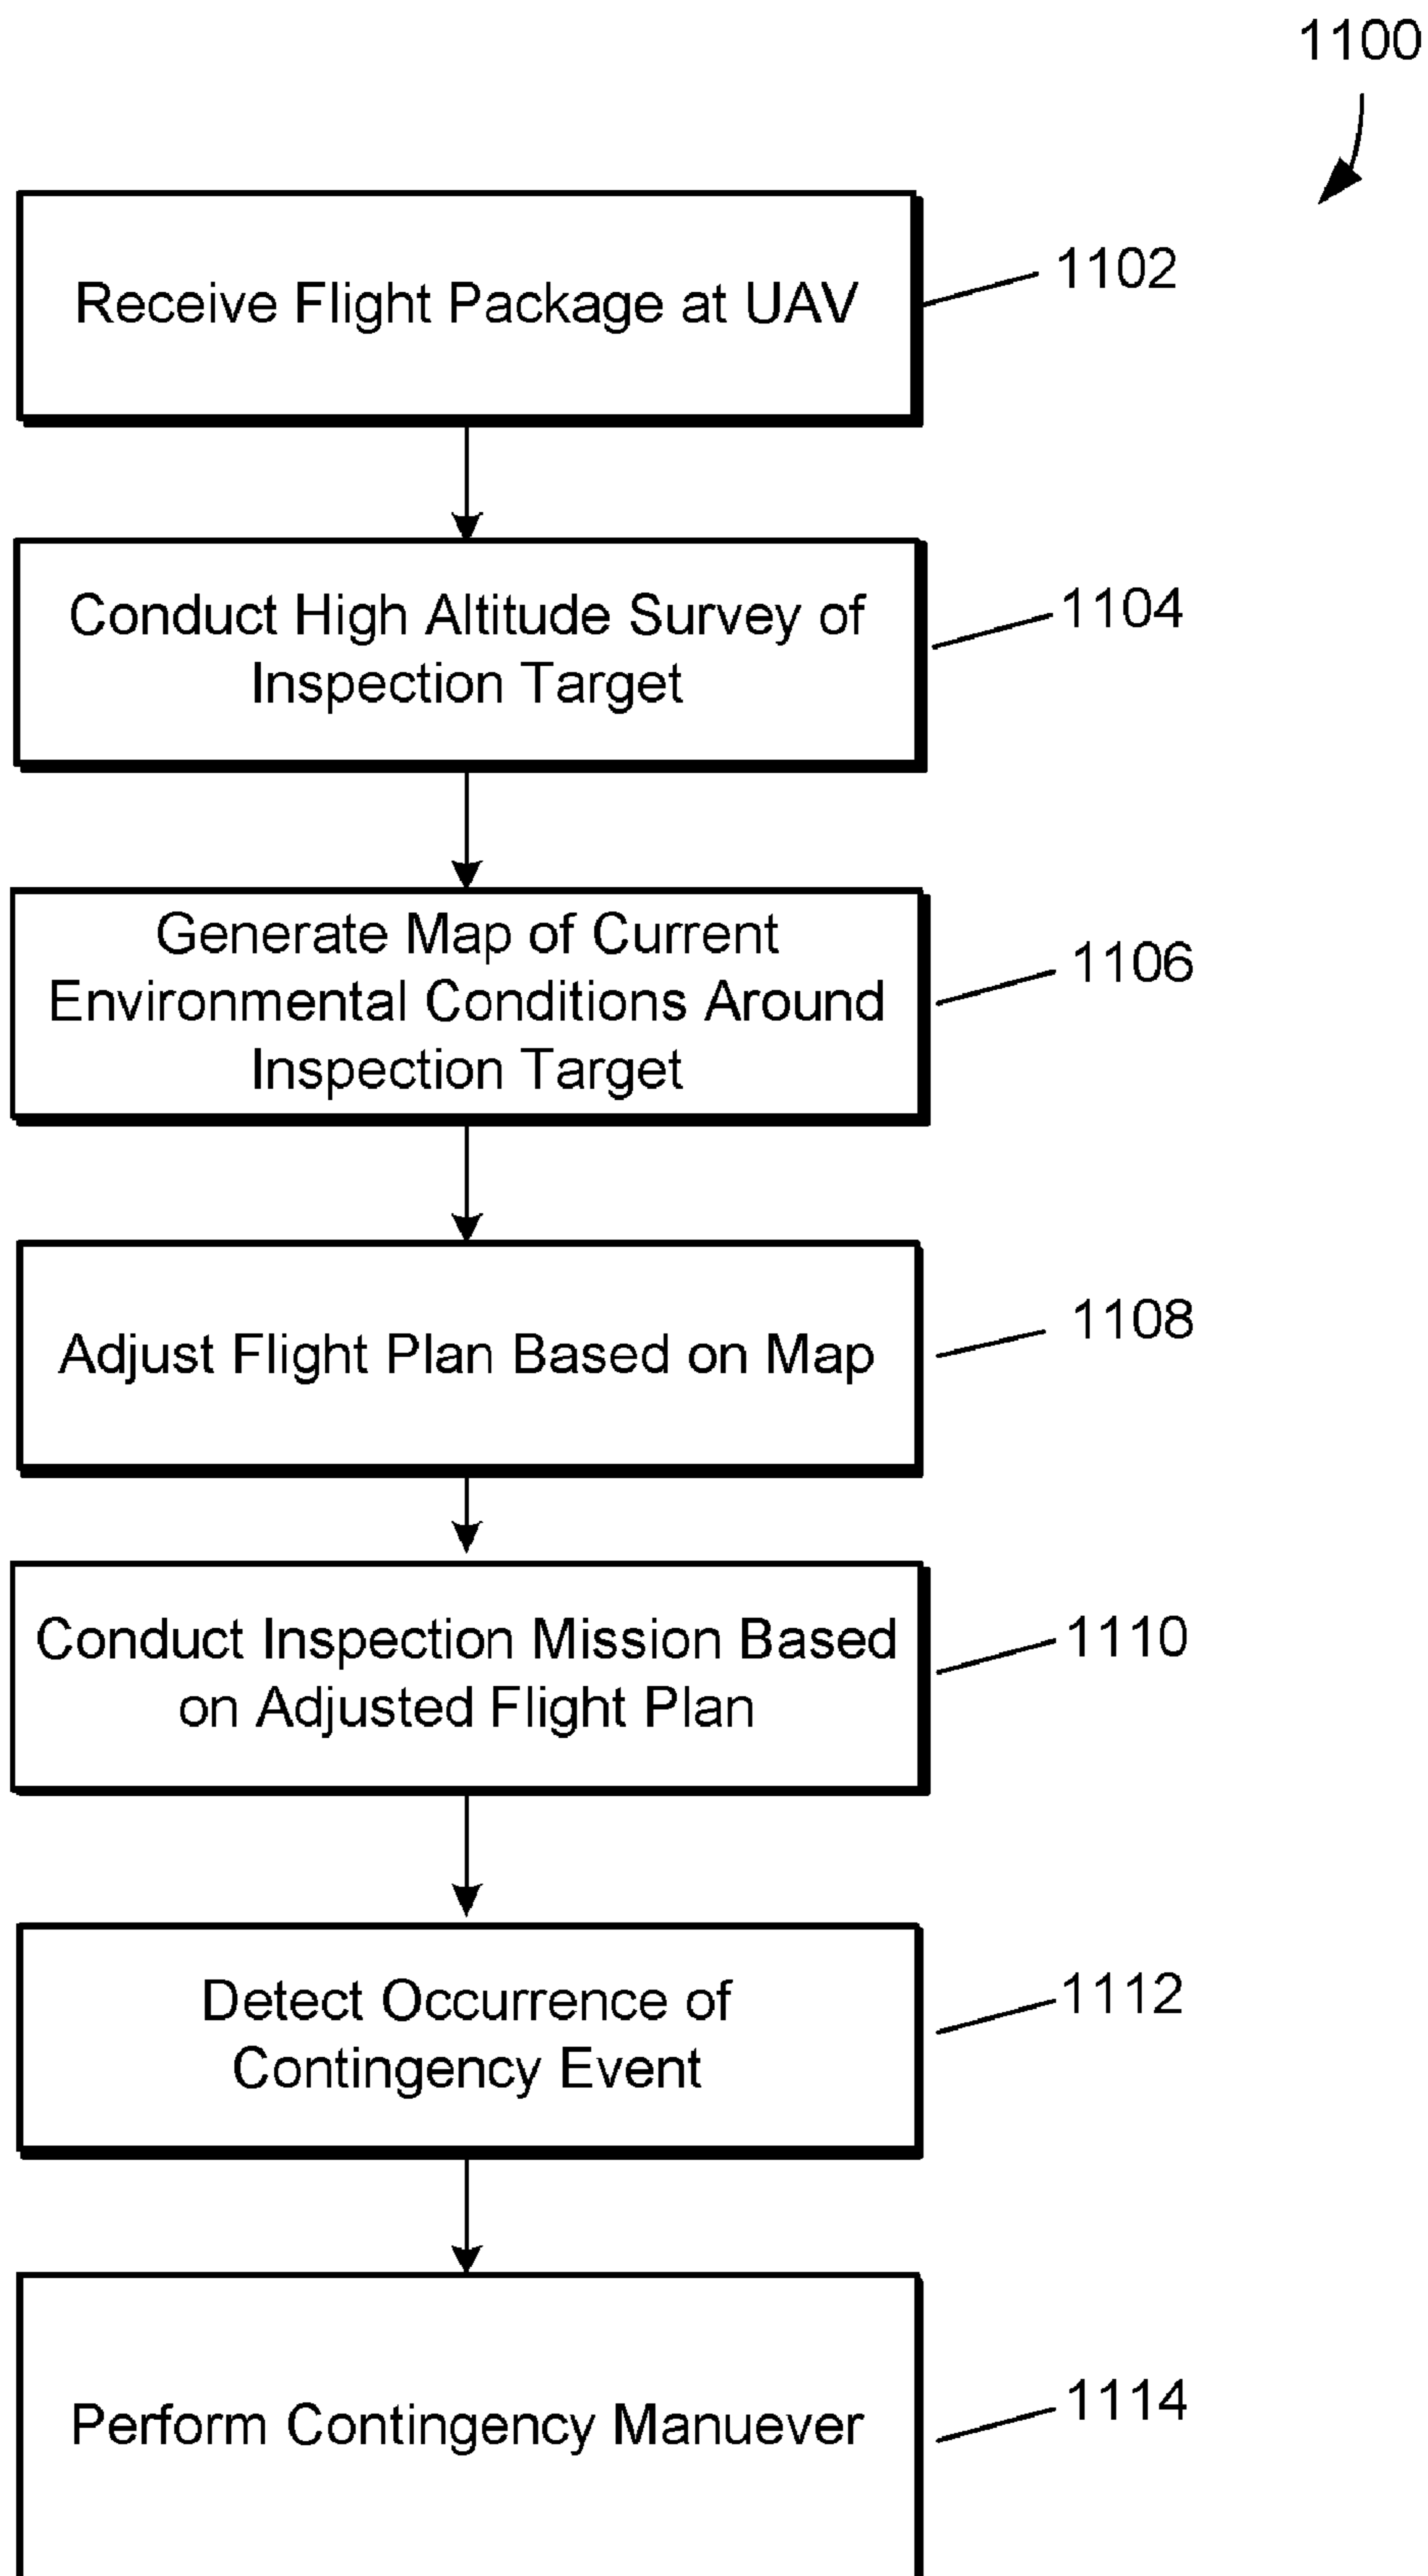 1100
Receive Flight Package at UAV
1102
Conduct High Altitude Survey of
Inspection Target
1104
Generate Map of Current
Environmental Conditions Around
Inspection Target
1106
Adjust Flight Plan Based on Map
1108
Conduct Inspection Mission Based
on Adjusted Flight Plan
1110
Detect Occurrence of
Contingency Event
1112
Perform Contingency Manuever
1114